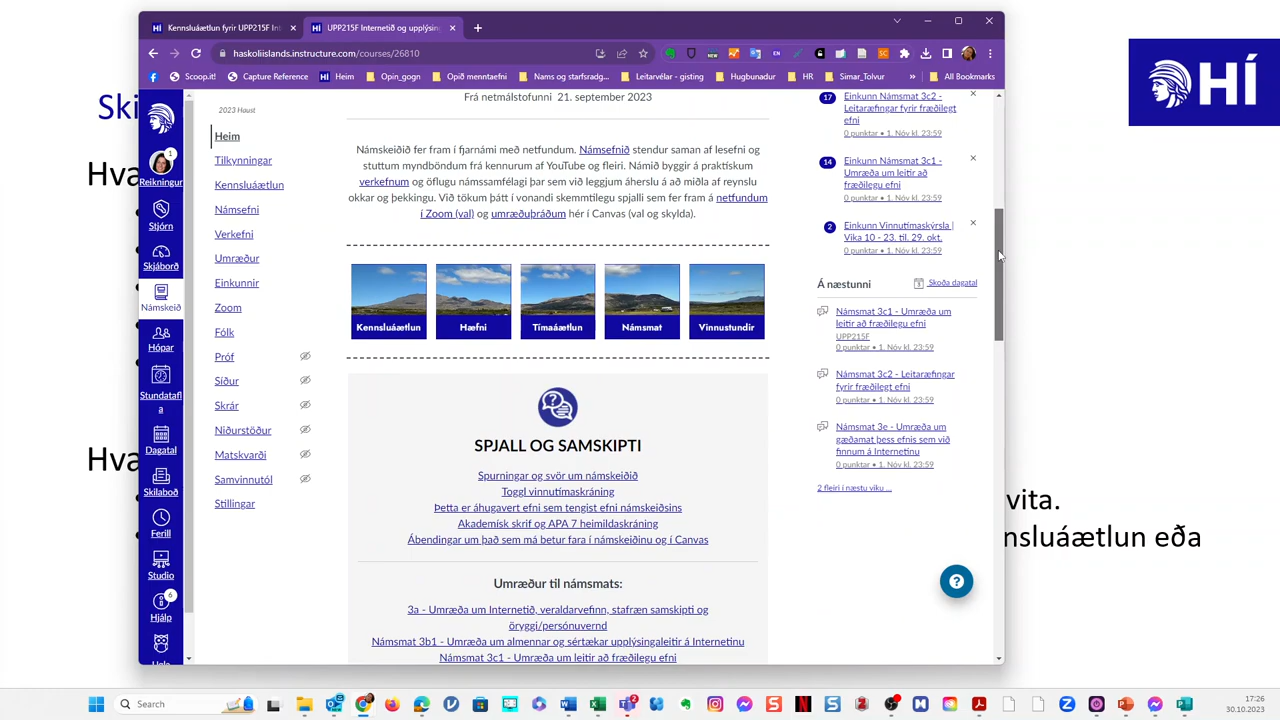 Kennsluáætlun fyrir UPP215F Int
UPP215F Internetið og upplýsin
haskoliislands.instructure.com/courses/26810
Scoop.it!
Capture Reference
Heim
Opin_gogn
Opið menntaefni
Nams og starfsradg...
Leitarvélar - gisting
Hugbunadur
HR
Simar_Tolvur
»
All Bookmarks
HÍ
Ski
Hva
Hva
vita.
nsluáætlun eða
1
Reikningur
Stjórn
Skjáborð
Námskeið
Hópar
Stundatafl
a
Dagatal
Skilaboð
Ferill
Studio
6
Hjálp
2023 Haust
Heim
Tilkynningar
Kennsluáætlun
Námsefni
Verkefni
Umræður
Einkunnir
Zoom
Fólk
Próf
Síður
Skrár
Niðurstöður
Matskvarði
Samvinnutól
Stillingar
Frá netmálstofunni 21. september 2023
Námskeiðið fer fram í fjarnámi með netfundum. Námsefnið stendur saman af lesefni og
stuttum myndböndum frá kennurum af YouTube og fleiri. Námið byggir á praktískum
verkefnum og öflugu námssamfélagi þar sem við leggjum áherslu á að miðla af reynslu
okkar og þekkingu. Við tökum þátt í vonandi skemmtilegu spjalli sem fer fram á netfundum
í Zoom (val) og umræðuþráðum hér í Canvas (val og skylda).
Kennsluáætlun
Hæfni
Tímaáætlun
Námsmat
Vinnustundir
SPJALL OG SAMSKIPTI
Spurningar og svör um námskeiðið
Toggl vinnutímaskráning
Þetta er áhugavert efni sem tengist efni námskeiðsins
Akademísk skrif og APA 7 heimildaskráning
Ábendingar um það sem má betur fara í námskeiðinu og í Canvas
Umræður til námsmats:
3a - Umræða um Internetið, veraldarvefinn, stafræn samskipti og
öryggi/persónuvernd
Námsmat 3b1 - Umræða um almennar og sértækar upplýsingaleitir á Internetinu
Námsmat 3c1 - Umræða um leitir að fræðilegu efni
17
Einkunn Námsmat 3c2 -
Leitaræfingar fyrir fræðilegt
efni
0 punktar • 1. Nóv kl. 23:59
14
Einkunn Námsmat 3c1 -
Umræða um leitir að
fræðilegu efni
0 punktar • 1. Nóv kl. 23:59
2
Einkunn Vinnutímaskýrsla |
Vika 10 - 23. til. 29. okt.
0 punktar • 1. Nóv kl. 23:59
Á næstunni
Skoða dagatal
Námsmat 3c1 - Umræða um
leitir að fræðilegu efni
UPP215F
0 punktar • 1. Nóv kl. 23:59
Námsmat 3c2 - Leitaræfingar
fyrir fræðilegt efni
0 punktar • 1. Nóv kl. 23:59
Námsmat 3e - Umræða um
gæðamat þess efnis sem við
finnum á Internetinu
0 punktar • 1. Nóv kl. 23:59
2 fleiri í næstu viku ...
Search
17:26
30.10.2023